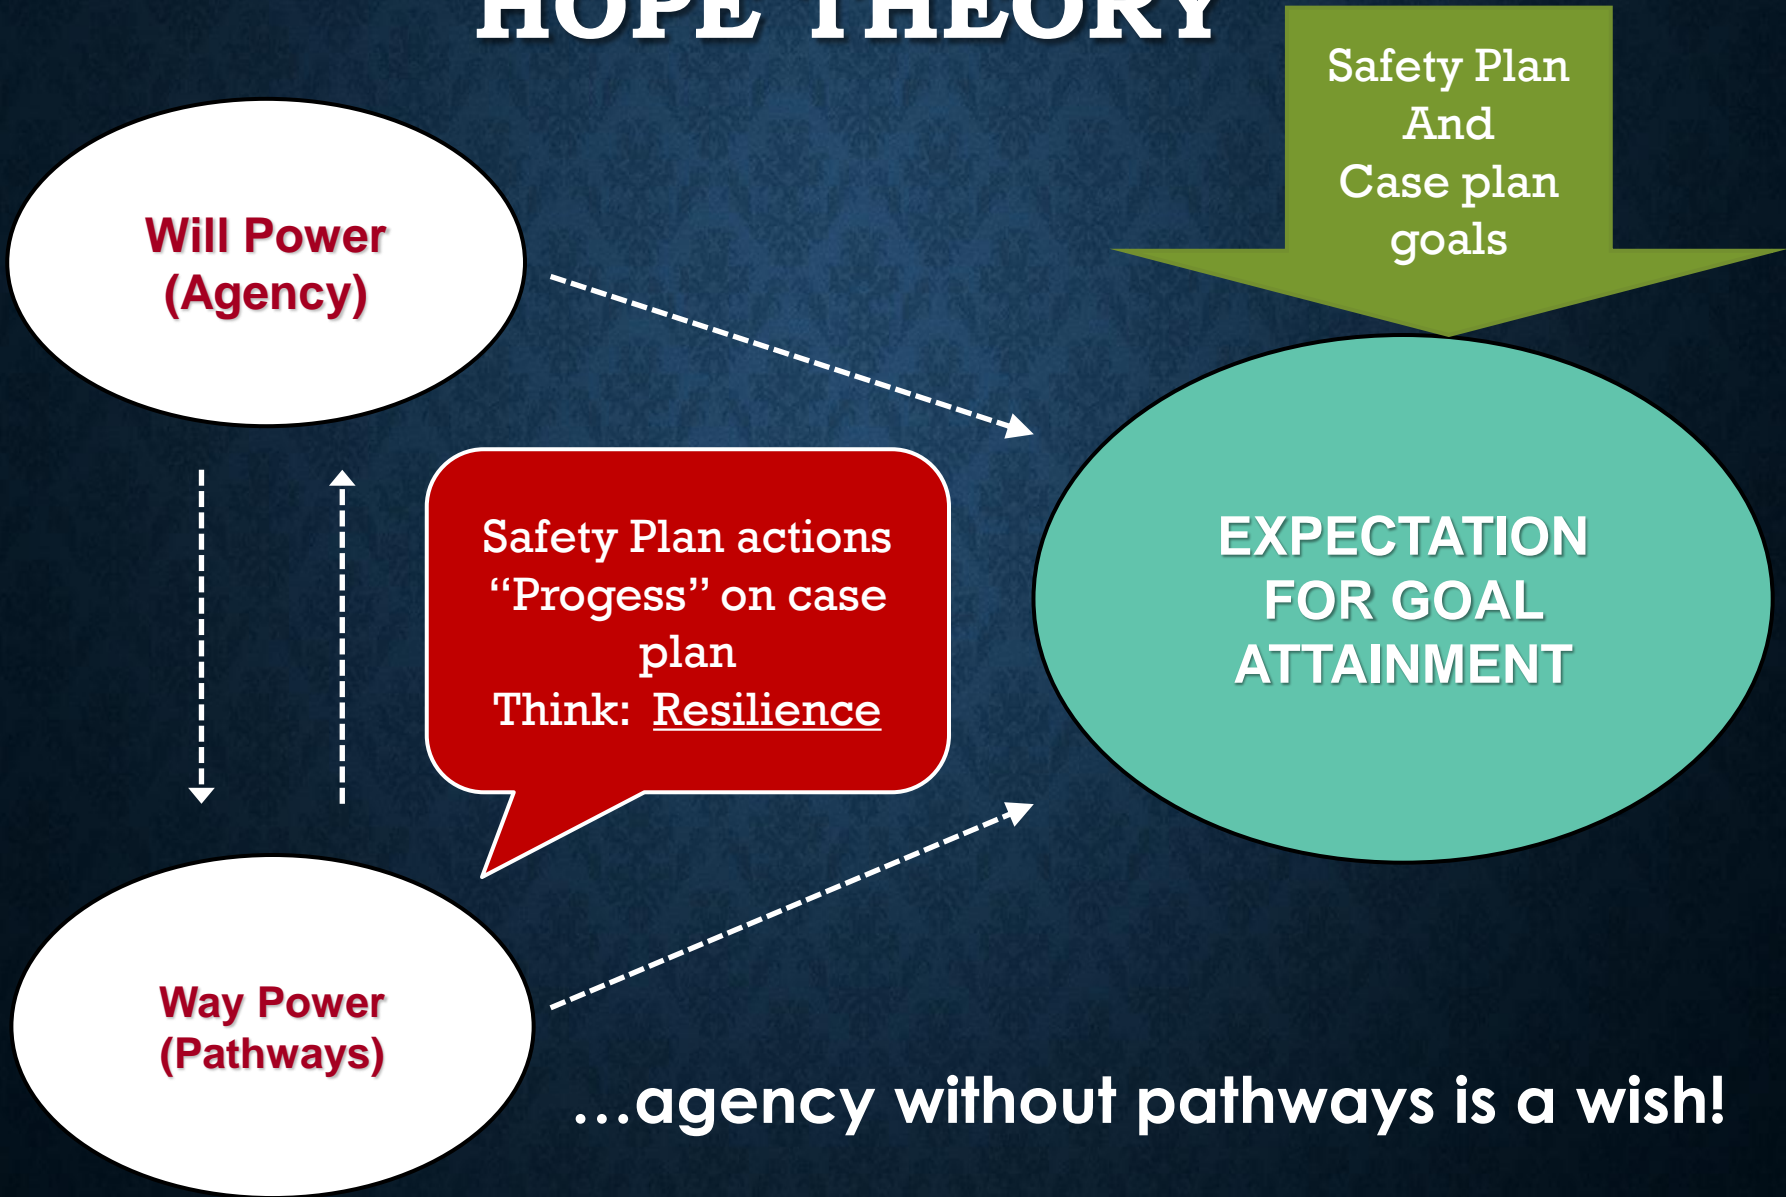 HOPE THEORY
Safety Plan
And
Case plan
goals
Will Power
(Agency)
Safety Plan actions
“Progess” on case
plan
Think: Resilience
EXPECTATION
FOR GOAL
ATTAINMENT
Way Power
(Pathways)
...agency without pathways is a wish!